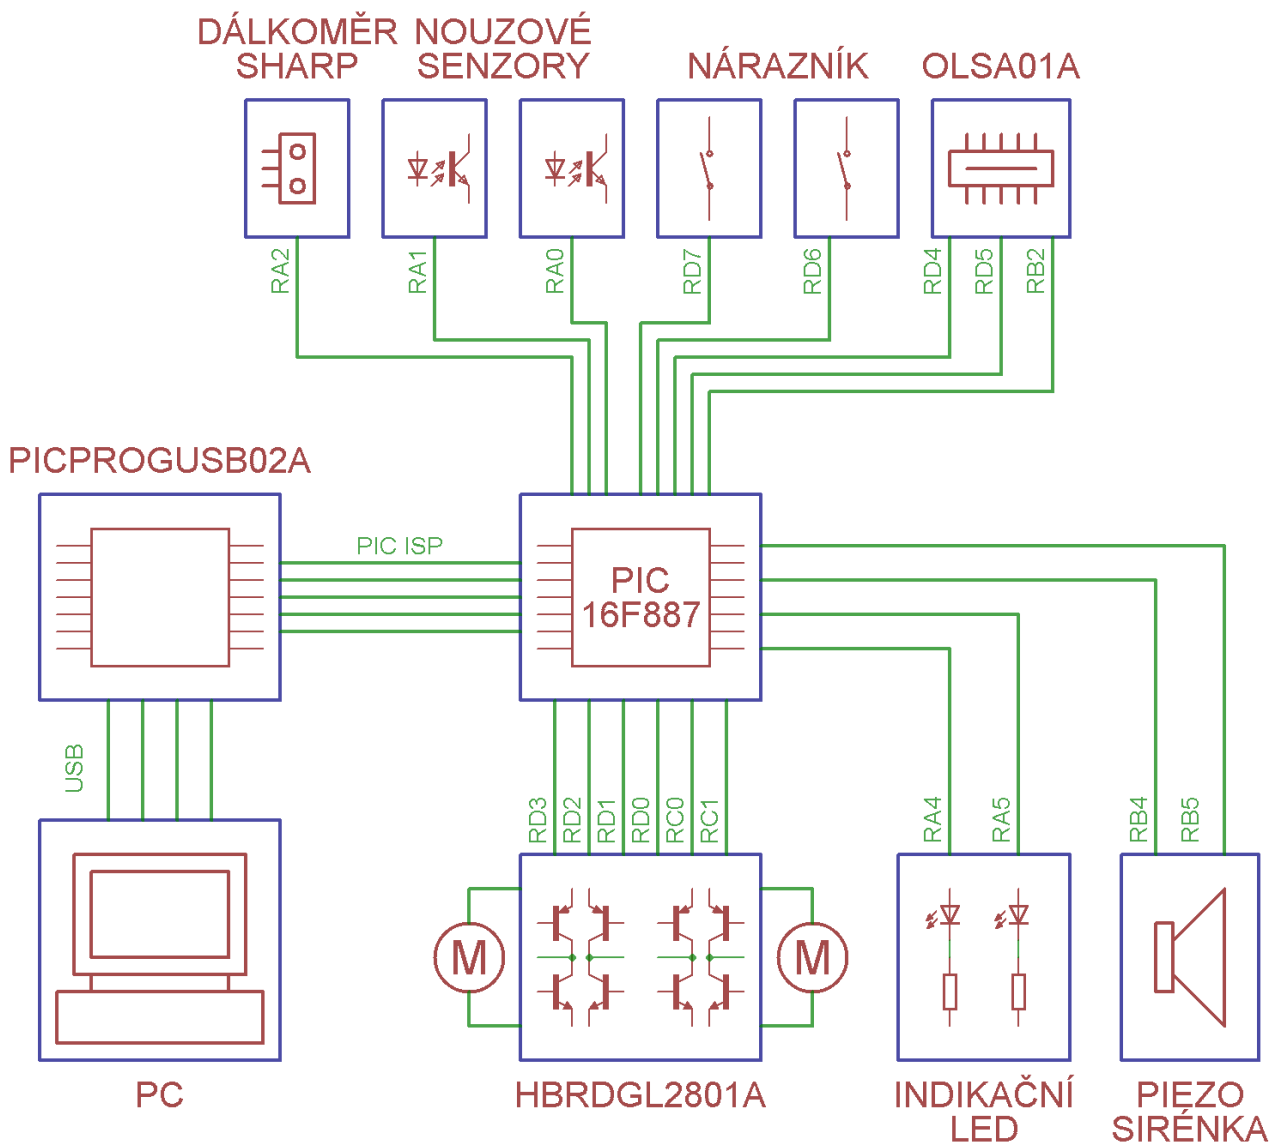 DÁLKOMĚR NOUZOVÉ
SHARP SENZORY NÁRAZNÍK OLSA01A
RA2 RA1 RA0 RD7 RD6 RD4 RD5 RB2
PICPROGUSB02A
PIC ISP
PIC
16F887
USB
RD3 RD2 RD1 RD0 RC0 RC1 RA4 RA5 RB4 RB5
M M
PC HBRDGL2801A INDIKAČNÍ PIEZO
LED SIRÉNKA